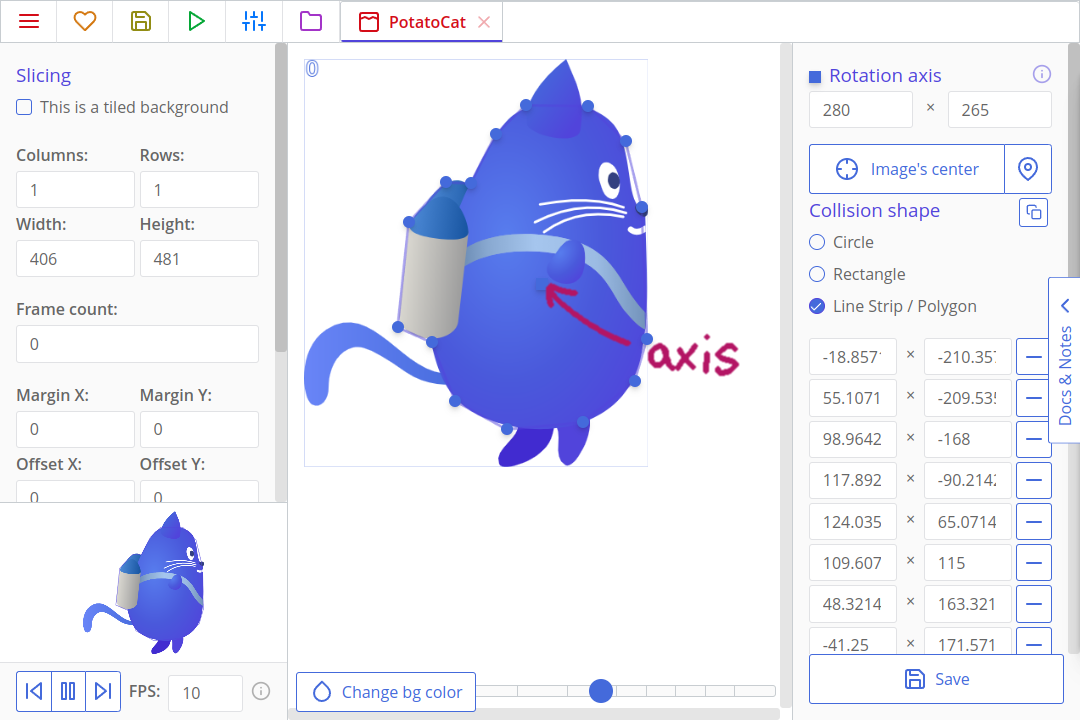 PotatoCat
Slicing
This is a tiled background
Columns: Rows:
1 1
Width: Height:
406 481
Frame count:
0
Margin X: Margin Y:
0 0
Offset X: Offset Y:
0 0
FPS: 10
0
axis
Change bg color
Rotation axis
280 × 265
Image's center
Collision shape
Circle
Rectangle
Line Strip / Polygon
-18.857 × -210.35
55.1071 × -209.53
98.9642 × -168
117.892 × -90.2142
124.035 × 65.0714
109.607 × 115
48.3214 × 163.321
-41.25 × 171.571
Save
Docs & Notes